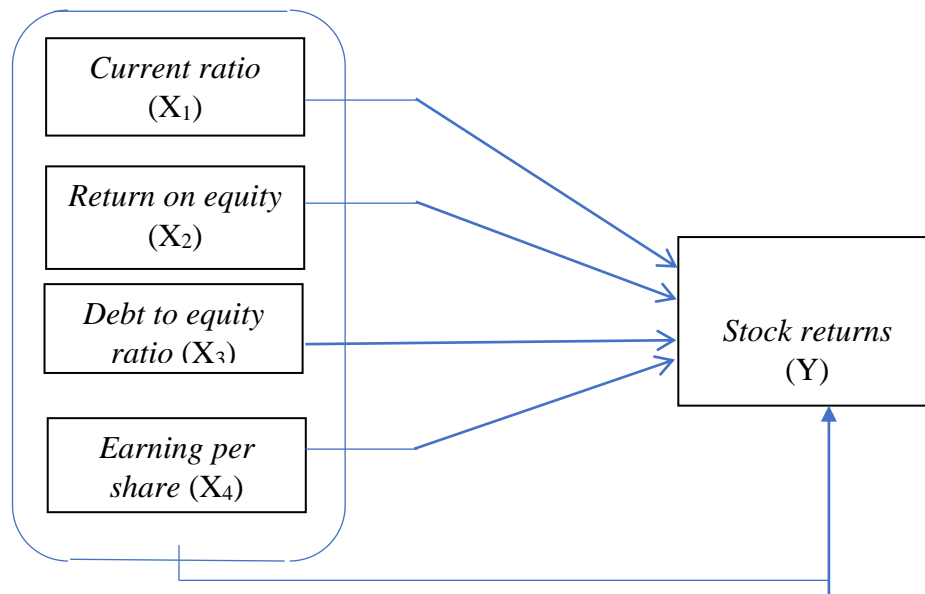 Current ratio
(X₁)
Return on equity
(X₂)
Debt to equity
ratio (X₃)
Earning per
share (X₄)
Stock returns
(Y)